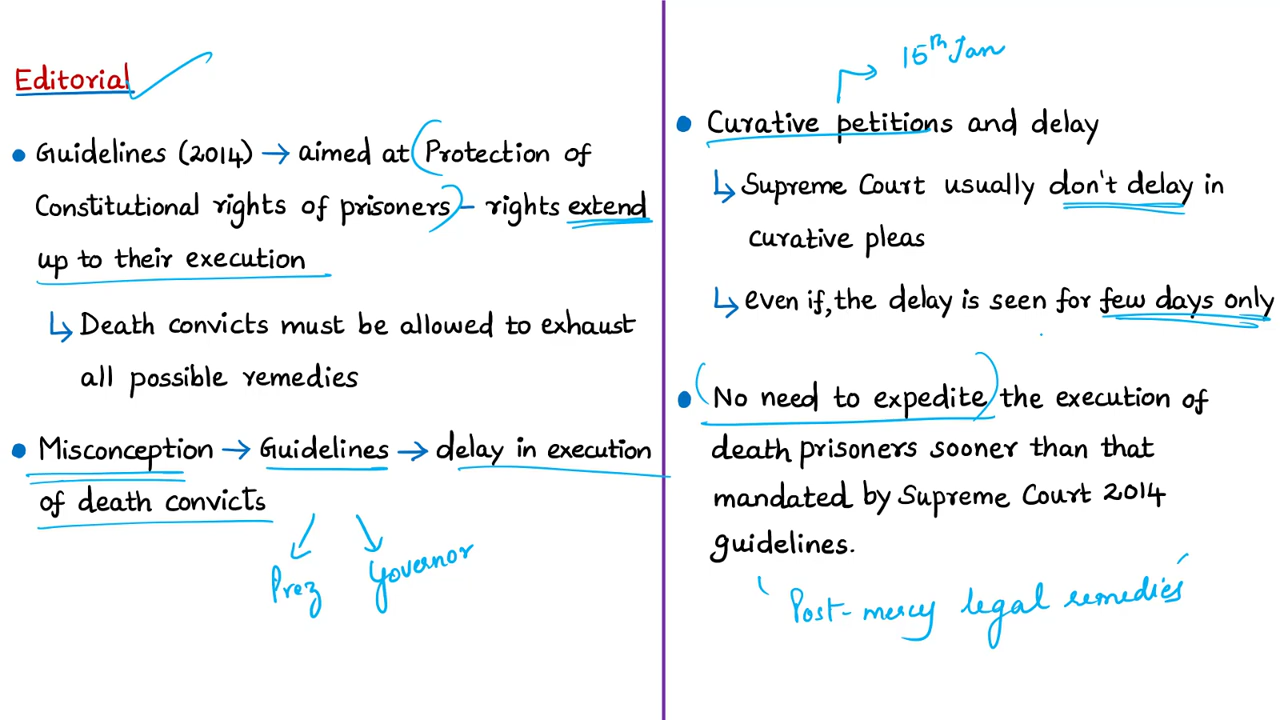 Editorial
• Guidelines (2014) → aimed at (Protection of
Constitutional rights of prisoners) - rights extend
up to their execution
↳ Death convicts must be allowed to exhaust
all possible remedies
• Misconception → Guidelines → delay in execution
of death convicts
Prez Governor
15th Jan
• Curative petitions and delay
↳ Supreme Court usually don't delay in
curative pleas
↳ even if, the delay is seen for few days only
• (No need to expedite) the execution of
death prisoners sooner than that
mandated by Supreme Court 2014
guidelines.
' Post-mercy legal remedies '